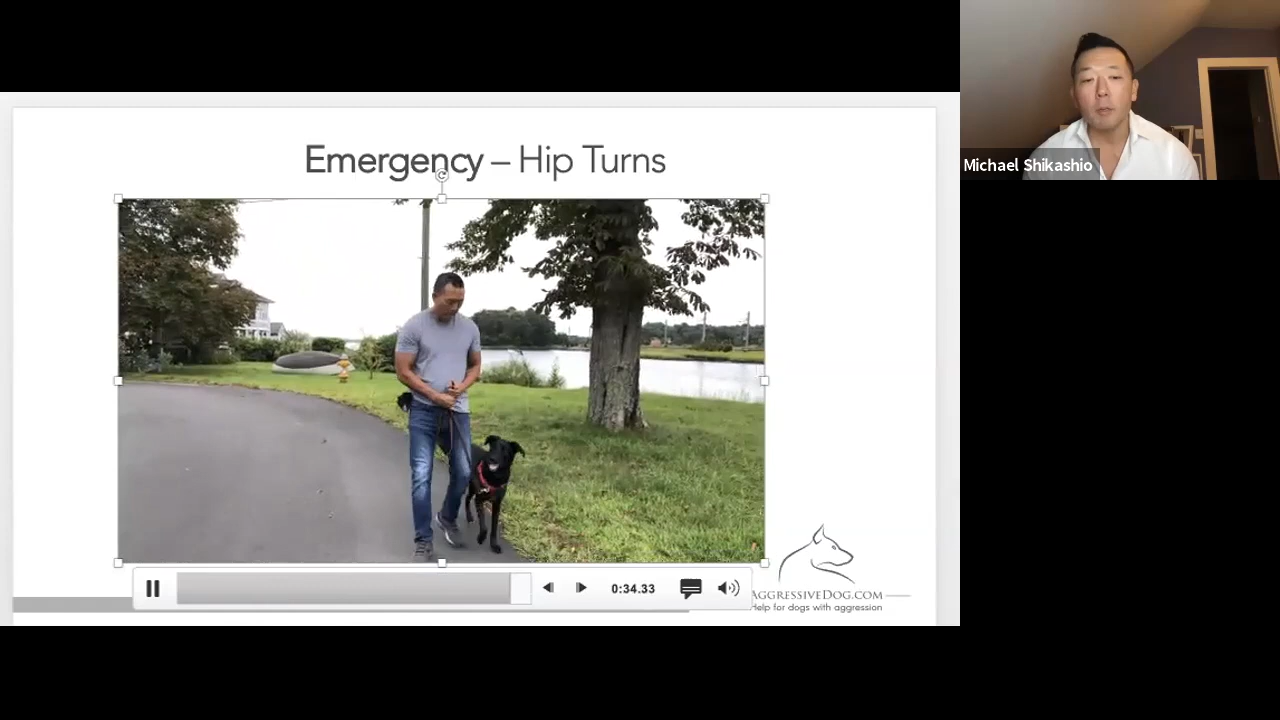 Emergency – Hip Turns
Michael Shikashio
0:34.33
AGGRESSIVEDOG.COM
Help for dogs with aggression